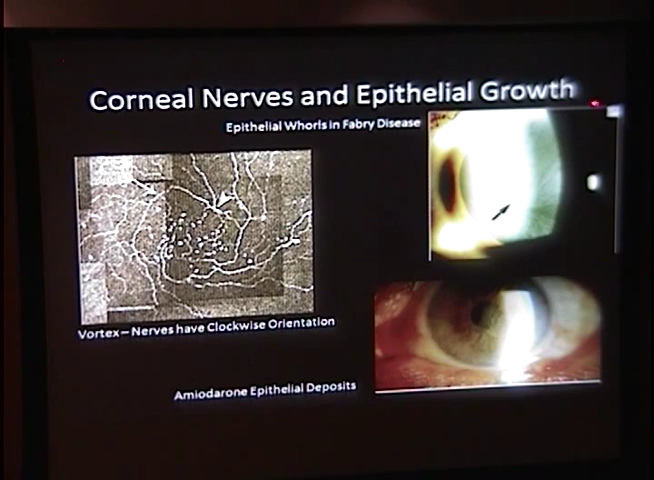 Corneal Nerves and Epithelial Growth
Epithelial Whorls in Fabry Disease
Vortex – Nerves have Clockwise Orientation
Amiodarone Epithelial Deposits